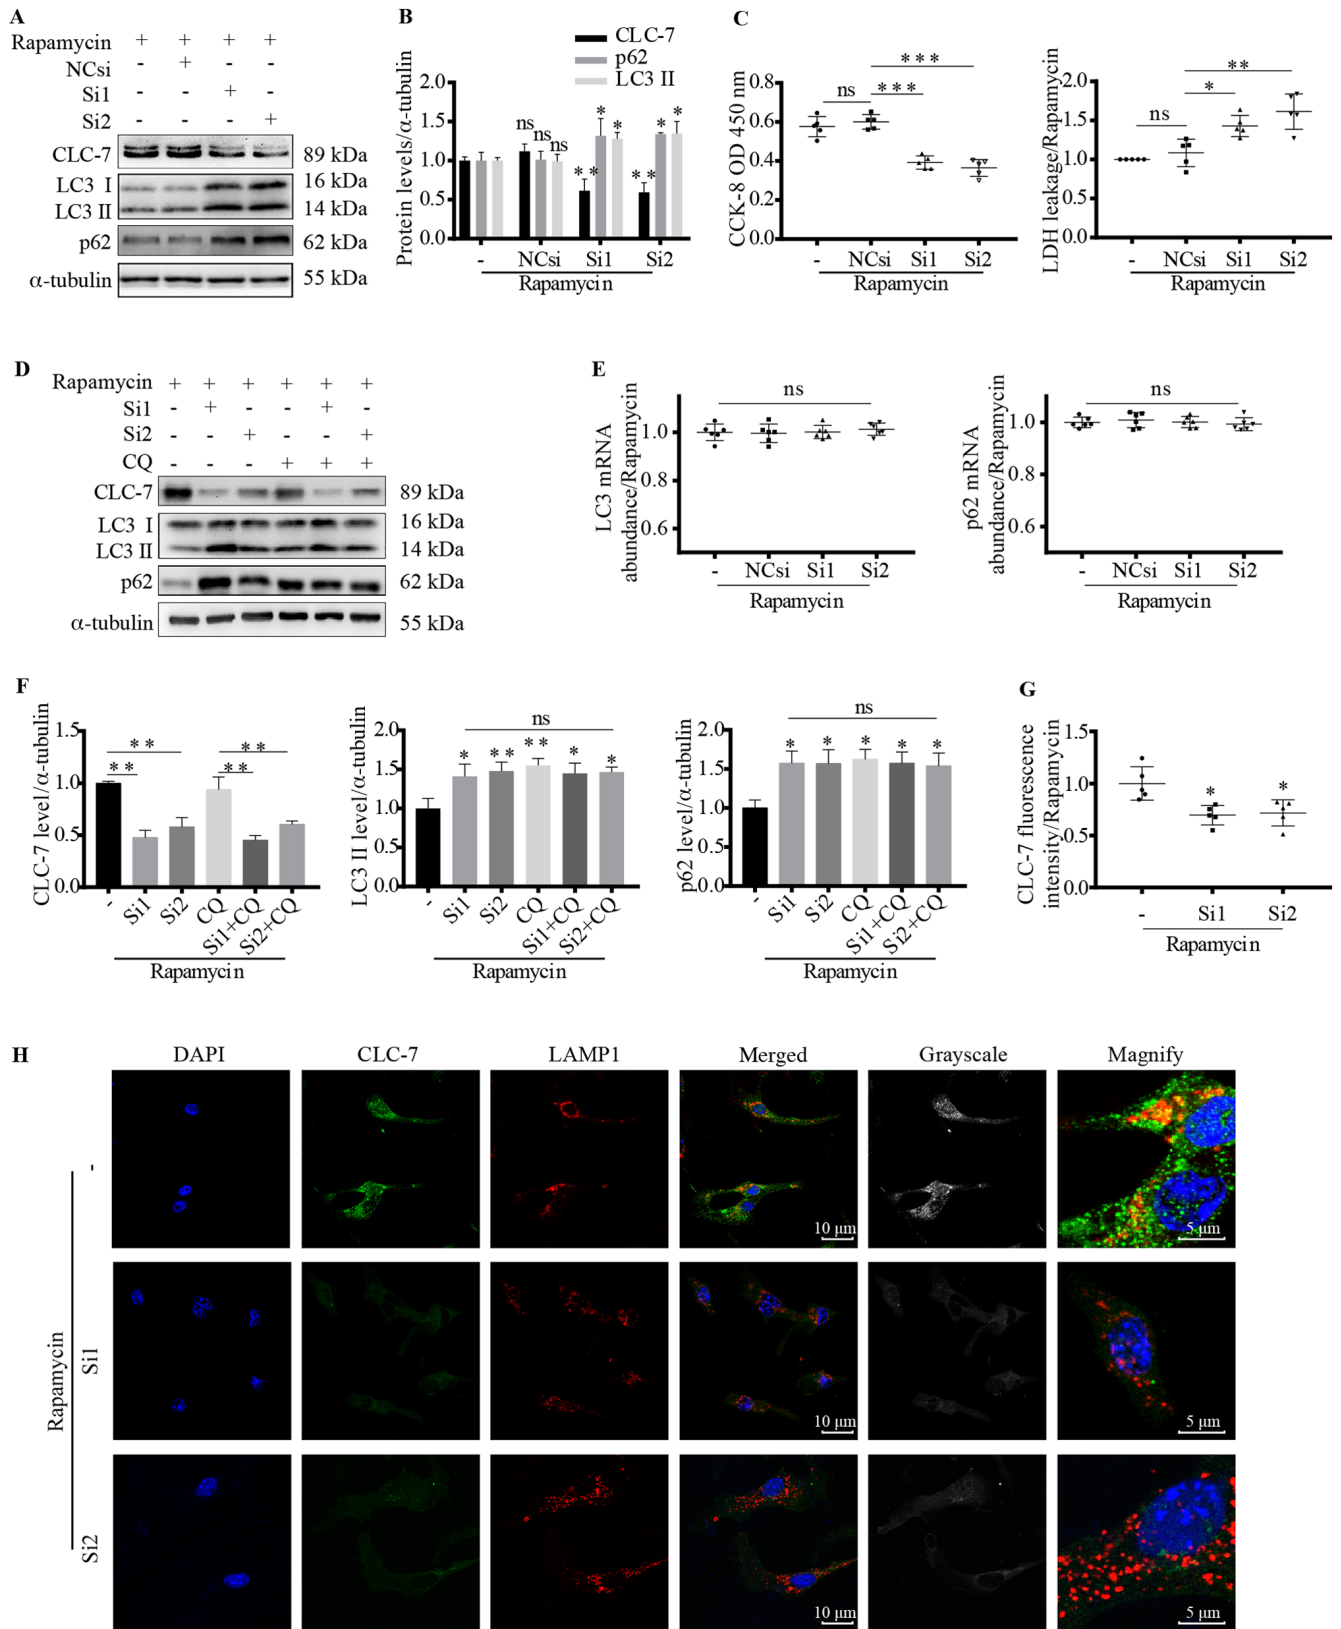 A
Rapamycin + + + +
NCsi - + - -
Si1 - - + -
Si2 - - - +
CLC-7 89 kDa
LC3 I 16 kDa
LC3 II 14 kDa
p62 62 kDa
α-tubulin 55 kDa
B
CLC-7
p62
LC3 II
Protein levels/α-tubulin
2.0
1.5
1.0
0.5
0.0
ns ns ns
** * *
** * *
- NCsi Si1 Si2
Rapamycin
C
CCK-8 OD 450 nm
0.8
0.6
0.4
0.2
0.0
***
ns ***
- NCsi Si1 Si2
Rapamycin
LDH leakage/Rapamycin
2.0
1.5
1.0
0.5
0.0
**
ns *
- NCsi Si1 Si2
Rapamycin
D
Rapamycin + + + + + +
Si1 - + - - + -
Si2 - - + - - +
CQ - - - + + +
CLC-7 89 kDa
LC3 I 16 kDa
LC3 II 14 kDa
p62 62 kDa
α-tubulin 55 kDa
E
LC3 mRNA
abundance/Rapamycin
1.0
0.8
0.6
ns
- NCsi Si1 Si2
Rapamycin
p62 mRNA
abundance/Rapamycin
1.0
0.8
0.6
ns
- NCsi Si1 Si2
Rapamycin
F
CLC-7 level/α-tubulin
1.5
1.0
0.5
0.0
** **
** **
- Si1 Si2 CQ Si1+CQ Si2+CQ
Rapamycin
LC3 II level/α-tubulin
2.0
1.5
1.0
0.5
0.0
ns
* ** ** * *
- Si1 Si2 CQ Si1+CQ Si2+CQ
Rapamycin
p62 level/α-tubulin
2.0
1.5
1.0
0.5
0.0
ns
* * * * *
- Si1 Si2 CQ Si1+CQ Si2+CQ
Rapamycin
G
CLC-7 fluorescence
intensity/Rapamycin
1.5
1.0
0.5
0.0
* *
- Si1 Si2
Rapamycin
H
DAPI CLC-7 LAMP1 Merged Grayscale Magnify
Rapamycin
-
10 μm 5 μm
Si1
10 μm 5 μm
Si2
10 μm 5 μm